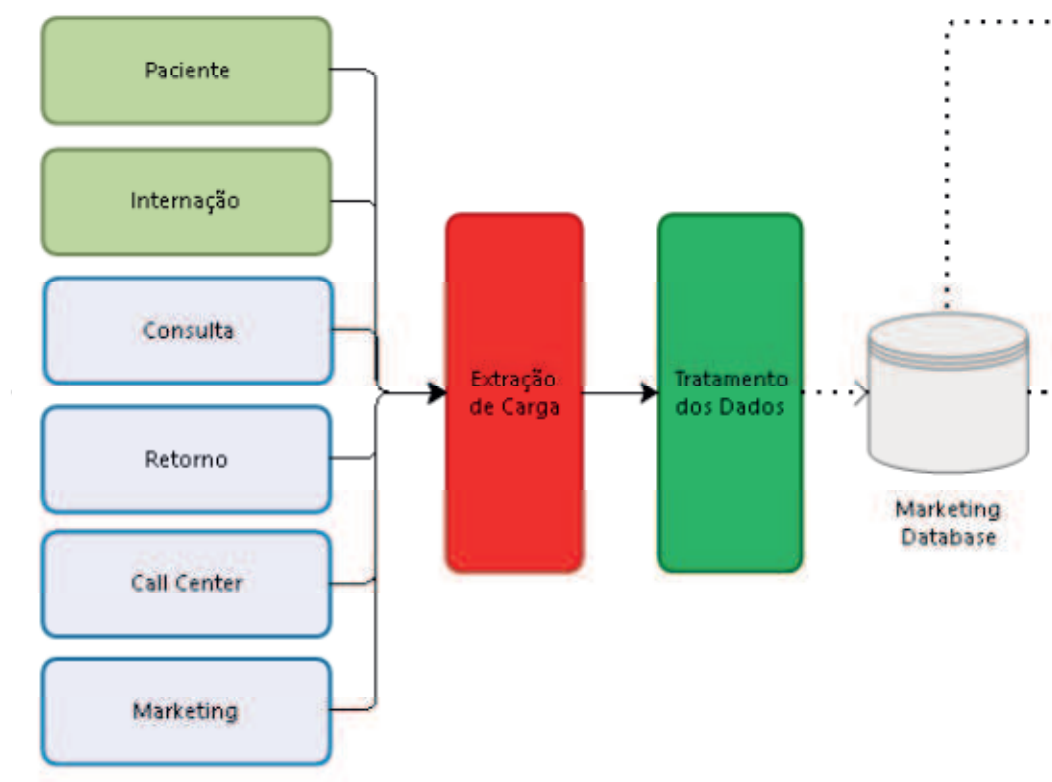 Paciente
Internação
Consulta
Retorno
Call Center
Marketing
Extração
de Carga
Tratamento
dos Dados
Marketing
Database